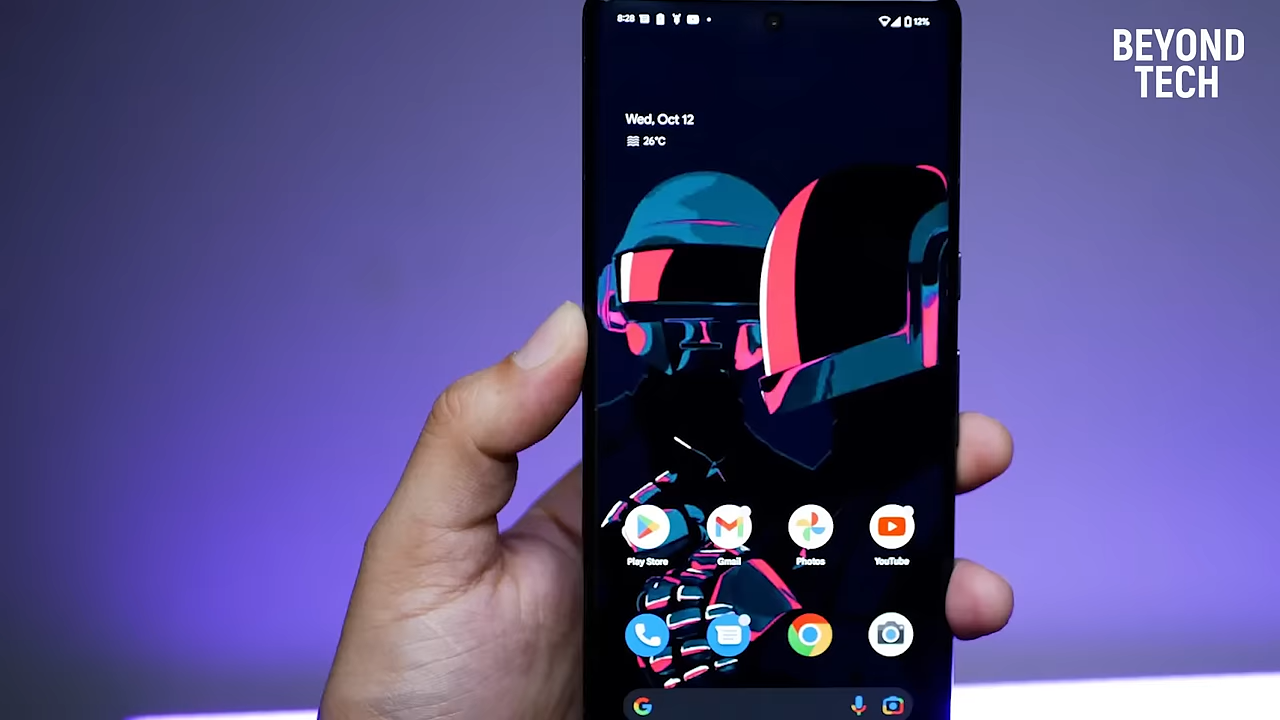 8:28
12%
BEYOND
TECH
Wed, Oct 12
26°C
Play Store
Gmail
Photos
YouTube